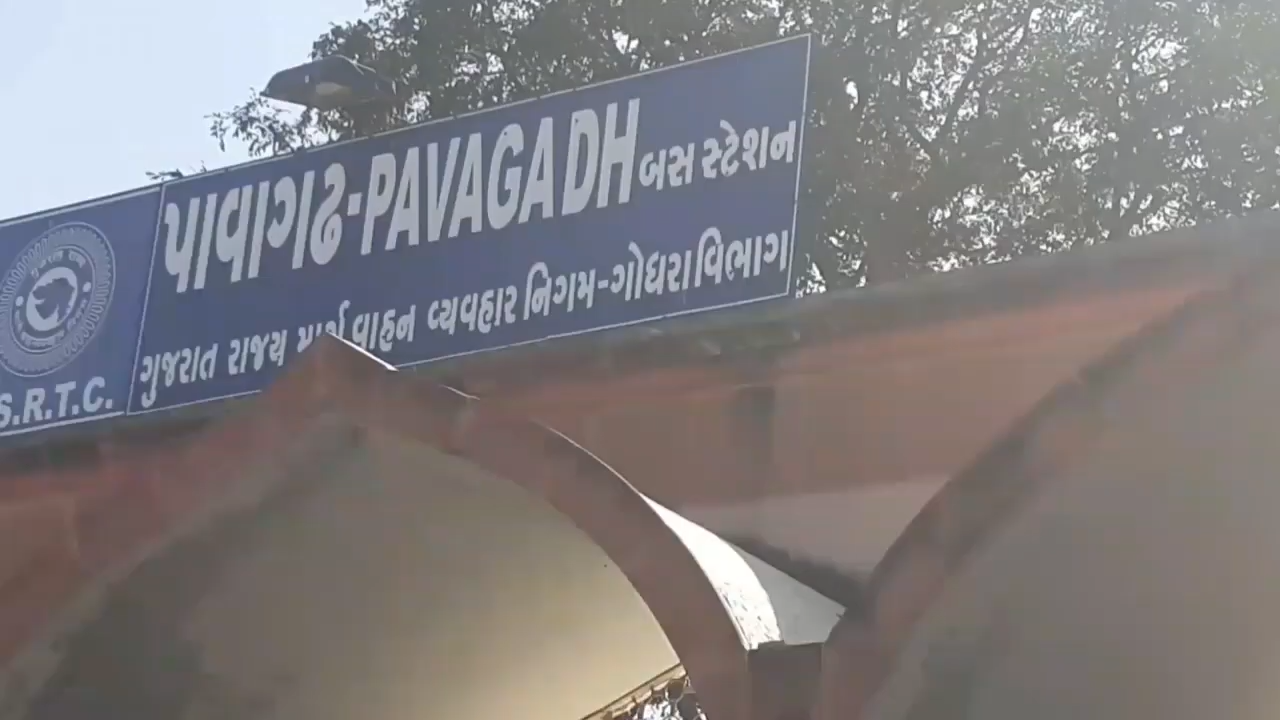 પાવાગઢ-PAVAGADH બસ સ્ટેશન
ગુજરાત રાજ્ય માર્ગ વાહન વ્યવહાર નિગમ-ગોધરા વિભાગ
S.R.T.C.